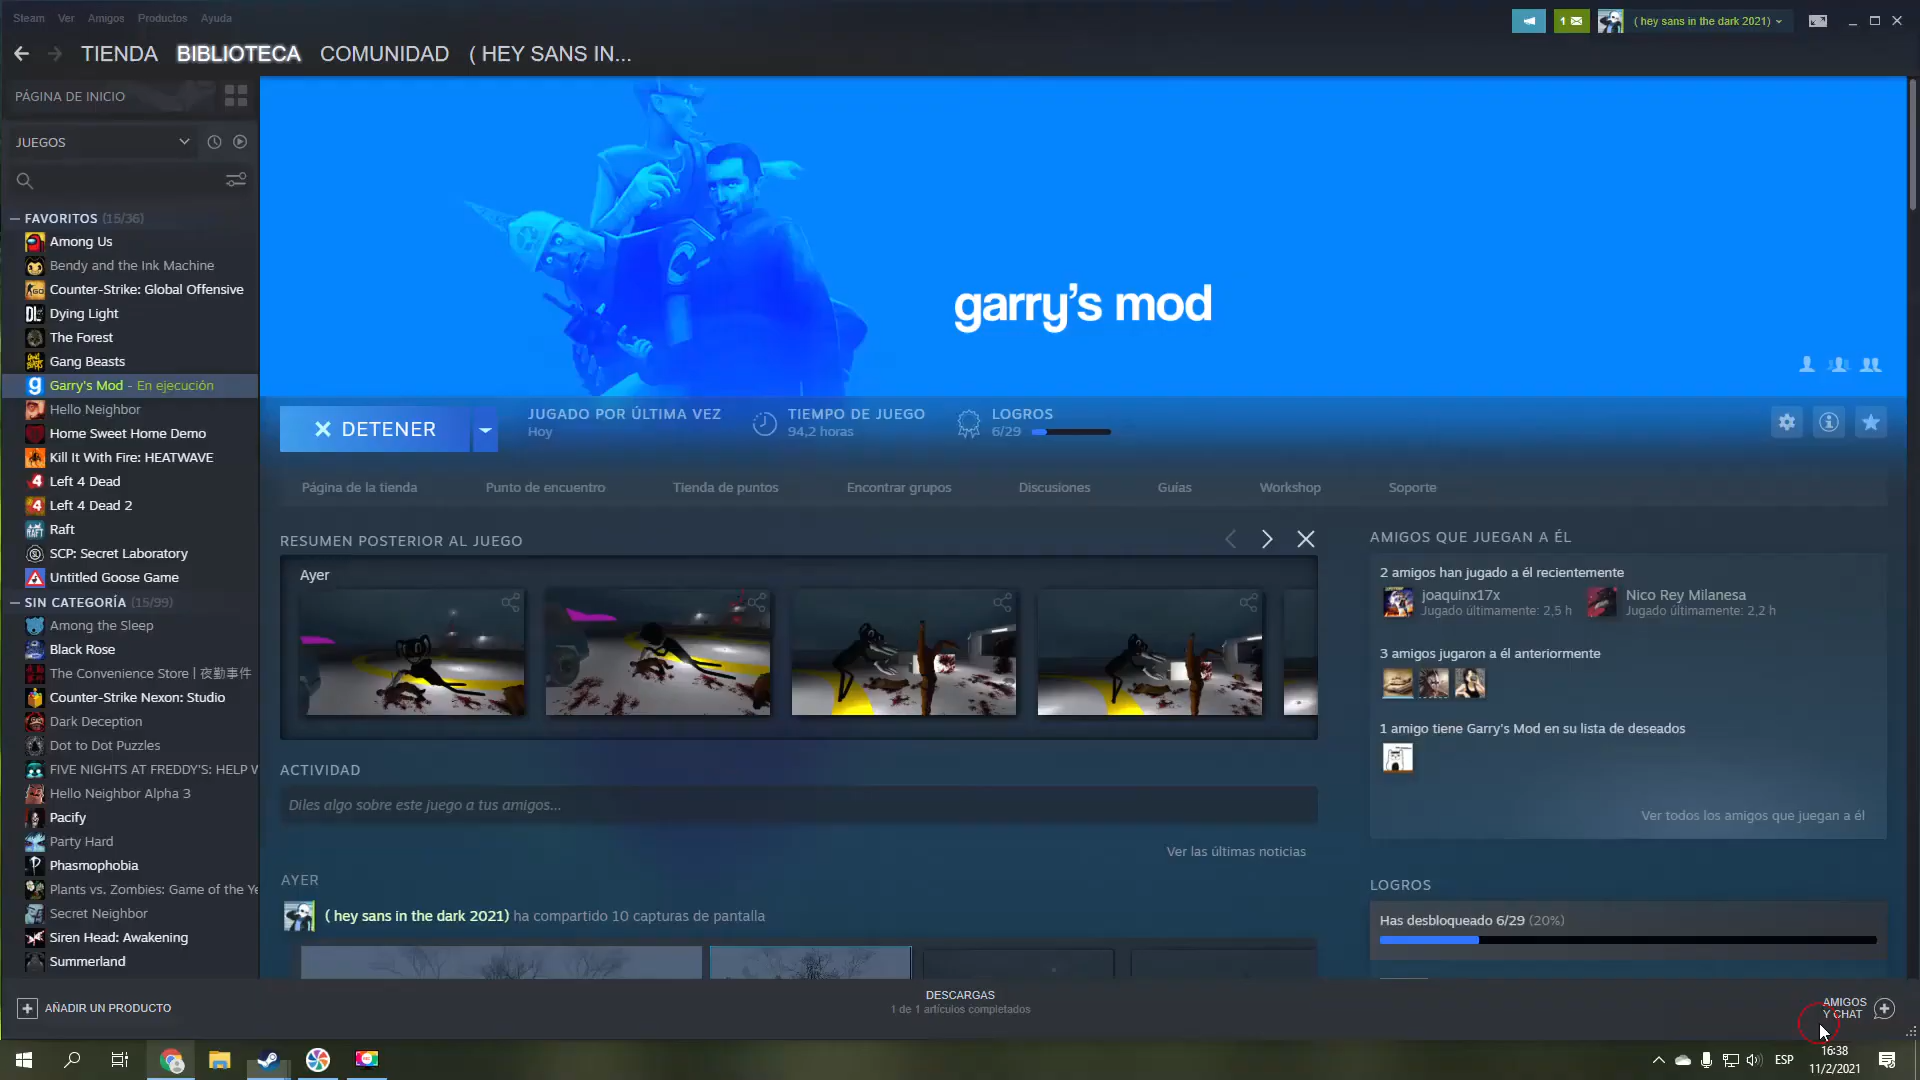 Steam Ver Amigos Productos Ayuda
1
( hey sans in the dark 2021)
TIENDA BIBLIOTECA COMUNIDAD ( HEY SANS IN...
PÁGINA DE INICIO
JUEGOS
FAVORITOS (15/36)
Among Us
Bendy and the Ink Machine
Counter-Strike: Global Offensive
Dying Light
The Forest
Gang Beasts
Garry's Mod - En ejecución
Hello Neighbor
Home Sweet Home Demo
Kill It With Fire: HEATWAVE
Left 4 Dead
Left 4 Dead 2
Raft
SCP: Secret Laboratory
Untitled Goose Game
SIN CATEGORÍA (15/99)
Among the Sleep
Black Rose
The Convenience Store | 夜勤事件
Counter-Strike Nexon: Studio
Dark Deception
Dot to Dot Puzzles
FIVE NIGHTS AT FREDDY'S: HELP W
Hello Neighbor Alpha 3
Pacify
Party Hard
Phasmophobia
Plants vs. Zombies: Game of the Ye
Secret Neighbor
Siren Head: Awakening
Summerland
garry's mod
DETENER
JUGADO POR ÚLTIMA VEZ
Hoy
TIEMPO DE JUEGO
94,2 horas
LOGROS
6/29
Página de la tienda Punto de encuentro Tienda de puntos Encontrar grupos Discusiones Guías Workshop Soporte
RESUMEN POSTERIOR AL JUEGO
Ayer
ACTIVIDAD
Diles algo sobre este juego a tus amigos...
Ver las últimas noticias
AYER
( hey sans in the dark 2021) ha compartido 10 capturas de pantalla
AMIGOS QUE JUEGAN A ÉL
2 amigos han jugado a él recientemente
joaquinx17x
Jugado últimamente: 2,5 h
Nico Rey Milanesa
Jugado últimamente: 2,2 h
3 amigos jugaron a él anteriormente
1 amigo tiene Garry's Mod en su lista de deseados
Ver todos los amigos que juegan a él
LOGROS
Has desbloqueado 6/29 (20%)
AÑADIR UN PRODUCTO
DESCARGAS
1 de 1 artículos completados
AMIGOS
Y CHAT
ESP
16:38
11/2/2021